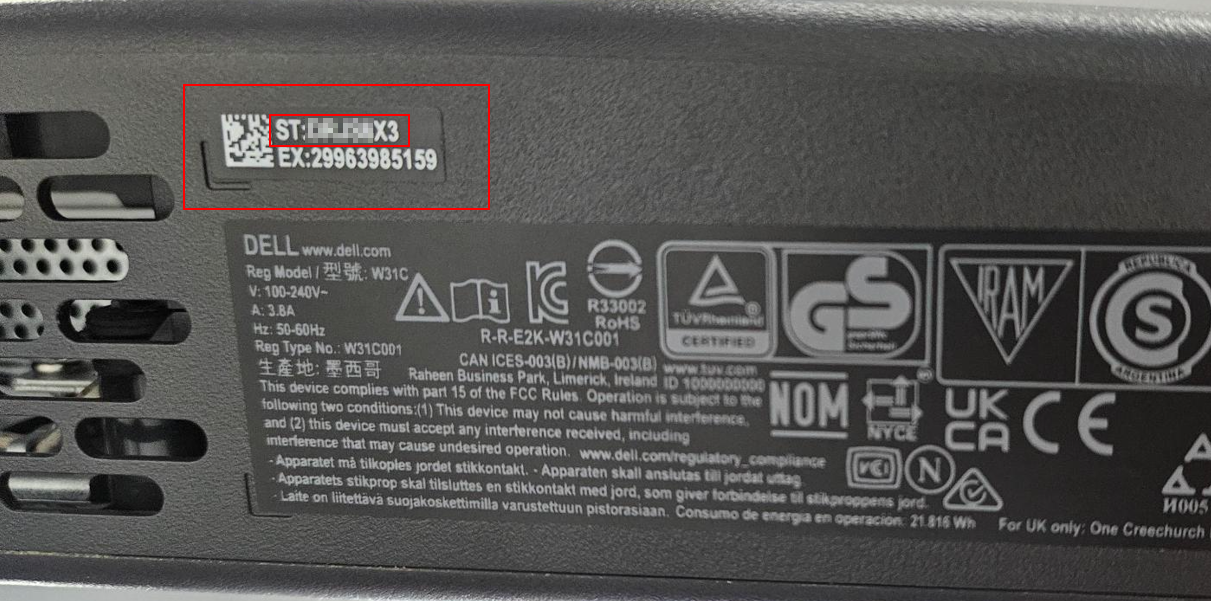 X3
EX:29963985159
DELL www.dell.com
Reg Model / 型號: W31C
V: 100-240V~
A: 3.8A
Hz: 50-60Hz
Reg Type No.: W31C001
生產地: 墨西哥
R33002
RoHS
R-R-E2K-W31C001
TÜVRheinland
CERTIFIED
GS
geprüfte
Sicherheit
www.tuv.com
ID 1000000000
IRAM
REPUBLICA
S
ARGENTINA
CAN ICES-003(B)/NMB-003(B)
Raheen Business Park, Limerick, Ireland
This device complies with part 15 of the FCC Rules. Operation is subject to the
following two conditions:(1) This device may not cause harmful interference,
and (2) this device must accept any interference received, including
interference that may cause undesired operation. www.dell.com/regulatory_compliance
NOM
NYCE
UK
CA
CE
VCI
N
И005
· Apparatet må tilkoples jordet stikkontakt. · Apparaten skall anslutas till jordat uttag.
· Apparatets stikprop skal tilsluttes en stikkontakt med jord, som giver forbindelse til stikproppens jord.
· Laite on liitettävä suojakoskettimilla varustettuun pistorasiaan. Consumo de energia en operación: 21.816 Wh
For UK only: One Creechurch